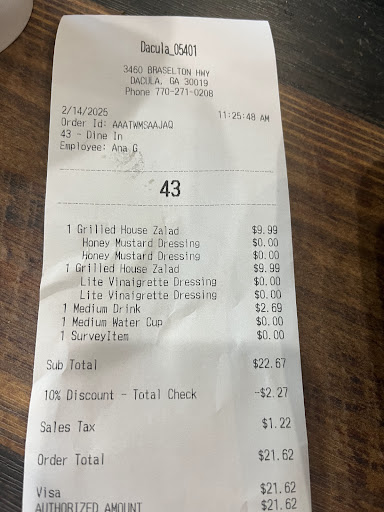 Dacula_05401
3460 BRASELTON HWY
DACULA, GA 30019
Phone 770-271-0208
2/14/2025 11:25:48 AM
Order Id: AAATWMSAAJAQ
43 - Dine In
Employee: Ana G
43
1 Grilled House Zalad $9.99
Honey Mustard Dressing $0.00
Honey Mustard Dressing $0.00
1 Grilled House Zalad $9.99
Lite Vinaigrette Dressing $0.00
Lite Vinaigrette Dressing $0.00
1 Medium Drink $2.69
1 Medium Water Cup $0.00
1 SurveyItem $0.00
Sub Total $22.67
10% Discount - Total Check -$2.27
Sales Tax $1.22
Order Total $21.62
Visa $21.62
AUTHORIZED AMOUNT $21.62